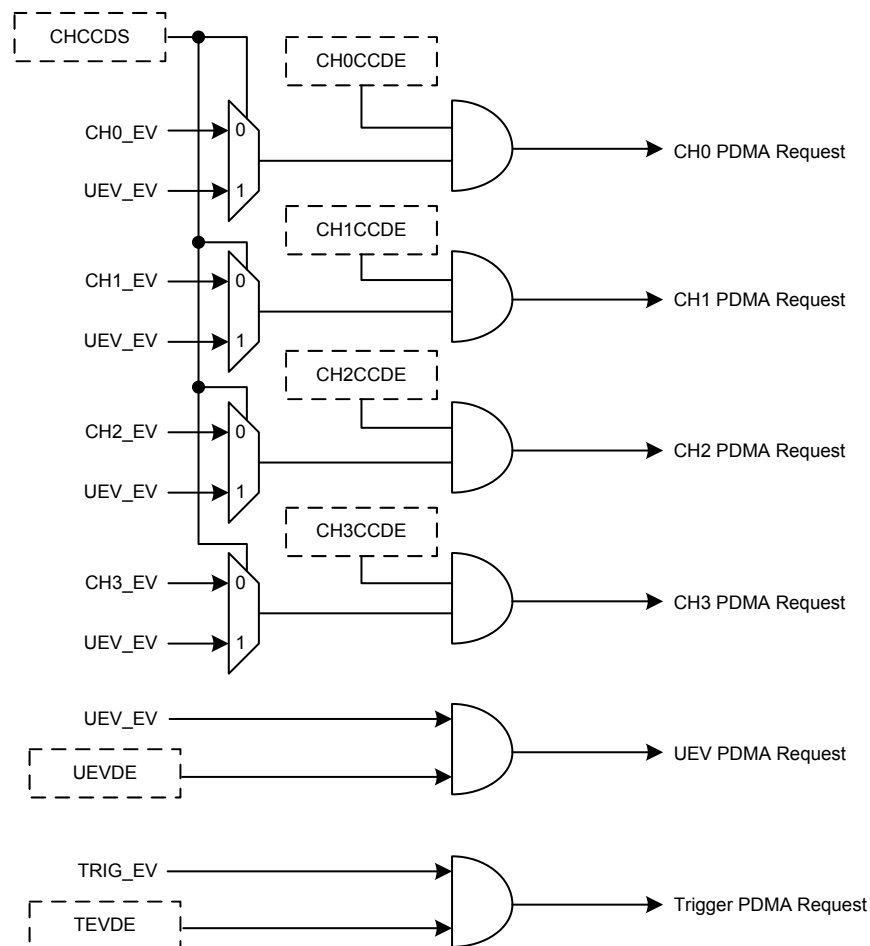 CHCCDS
CH0CCDE
CH0_EV
0
CH0 PDMA Request
UEV_EV
1
CH1CCDE
CH1_EV
0
CH1 PDMA Request
UEV_EV
1
CH2CCDE
CH2_EV
0
CH2 PDMA Request
UEV_EV
1
CH3CCDE
CH3_EV
0
CH3 PDMA Request
UEV_EV
1
UEV_EV
UEV PDMA Request
UEVDE
TRIG_EV
Trigger PDMA Request
TEVDE